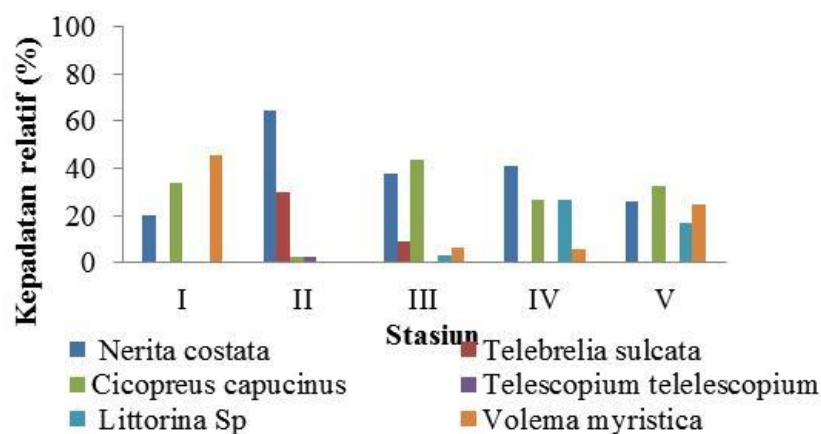 Kepadatan relatif (%)
100
80
60
40
20
0
I II III IV V
Stasiun
Nerita costata Telebrelia sulcata
Cicopreus capucinus Telescopium telelescopium
Littorina Sp Volema myristica